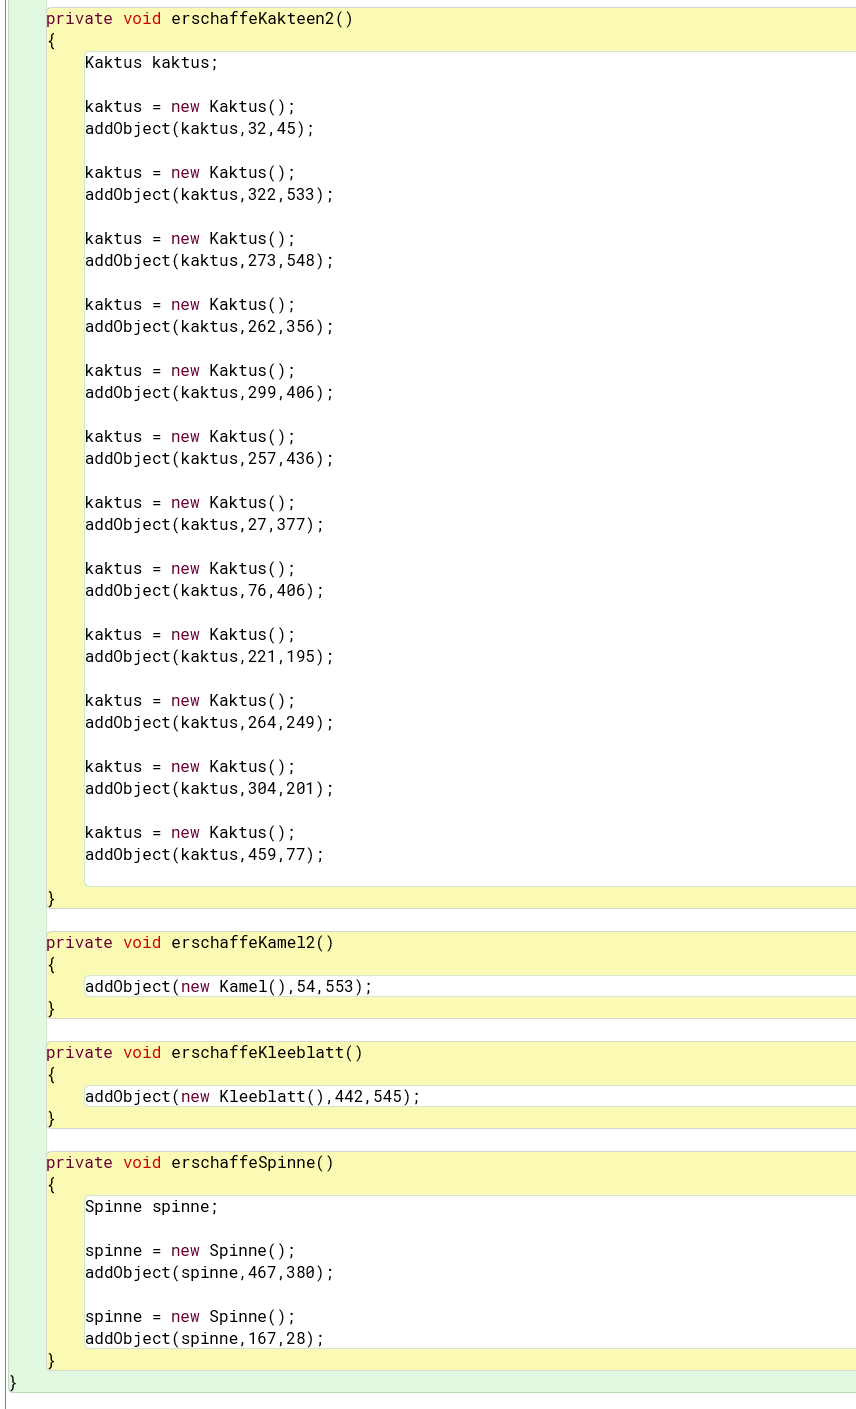 private void erschaffeKakteen2()
{
Kaktus kaktus;
kaktus = new Kaktus();
addObject(kaktus,32,45);
kaktus = new Kaktus();
addObject(kaktus,322,533);
kaktus = new Kaktus();
addObject(kaktus,273,548);
kaktus = new Kaktus();
addObject(kaktus,262,356);
kaktus = new Kaktus();
addObject(kaktus,299,406);
kaktus = new Kaktus();
addObject(kaktus,257,436);
kaktus = new Kaktus();
addObject(kaktus,27,377);
kaktus = new Kaktus();
addObject(kaktus,76,406);
kaktus = new Kaktus();
addObject(kaktus,221,195);
kaktus = new Kaktus();
addObject(kaktus,264,249);
kaktus = new Kaktus();
addObject(kaktus,304,201);
kaktus = new Kaktus();
addObject(kaktus,459,77);
}
private void erschaffeKamel2()
{
addObject(new Kamel(),54,553);
}
private void erschaffeKleeblatt()
{
addObject(new Kleeblatt(),442,545);
}
private void erschaffeSpinne()
{
Spinne spinne;
spinne = new Spinne();
addObject(spinne,467,380);
spinne = new Spinne();
addObject(spinne,167,28);
}
}